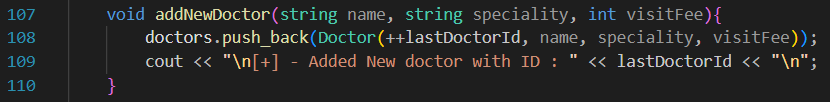 107 void addNewDoctor(string name, string speciality, int visitFee){
108 doctors.push_back(Doctor(++lastDoctorId, name, speciality, visitFee));
109 cout << "\n[+] - Added New doctor with ID : " << lastDoctorId << "\n";
110 }